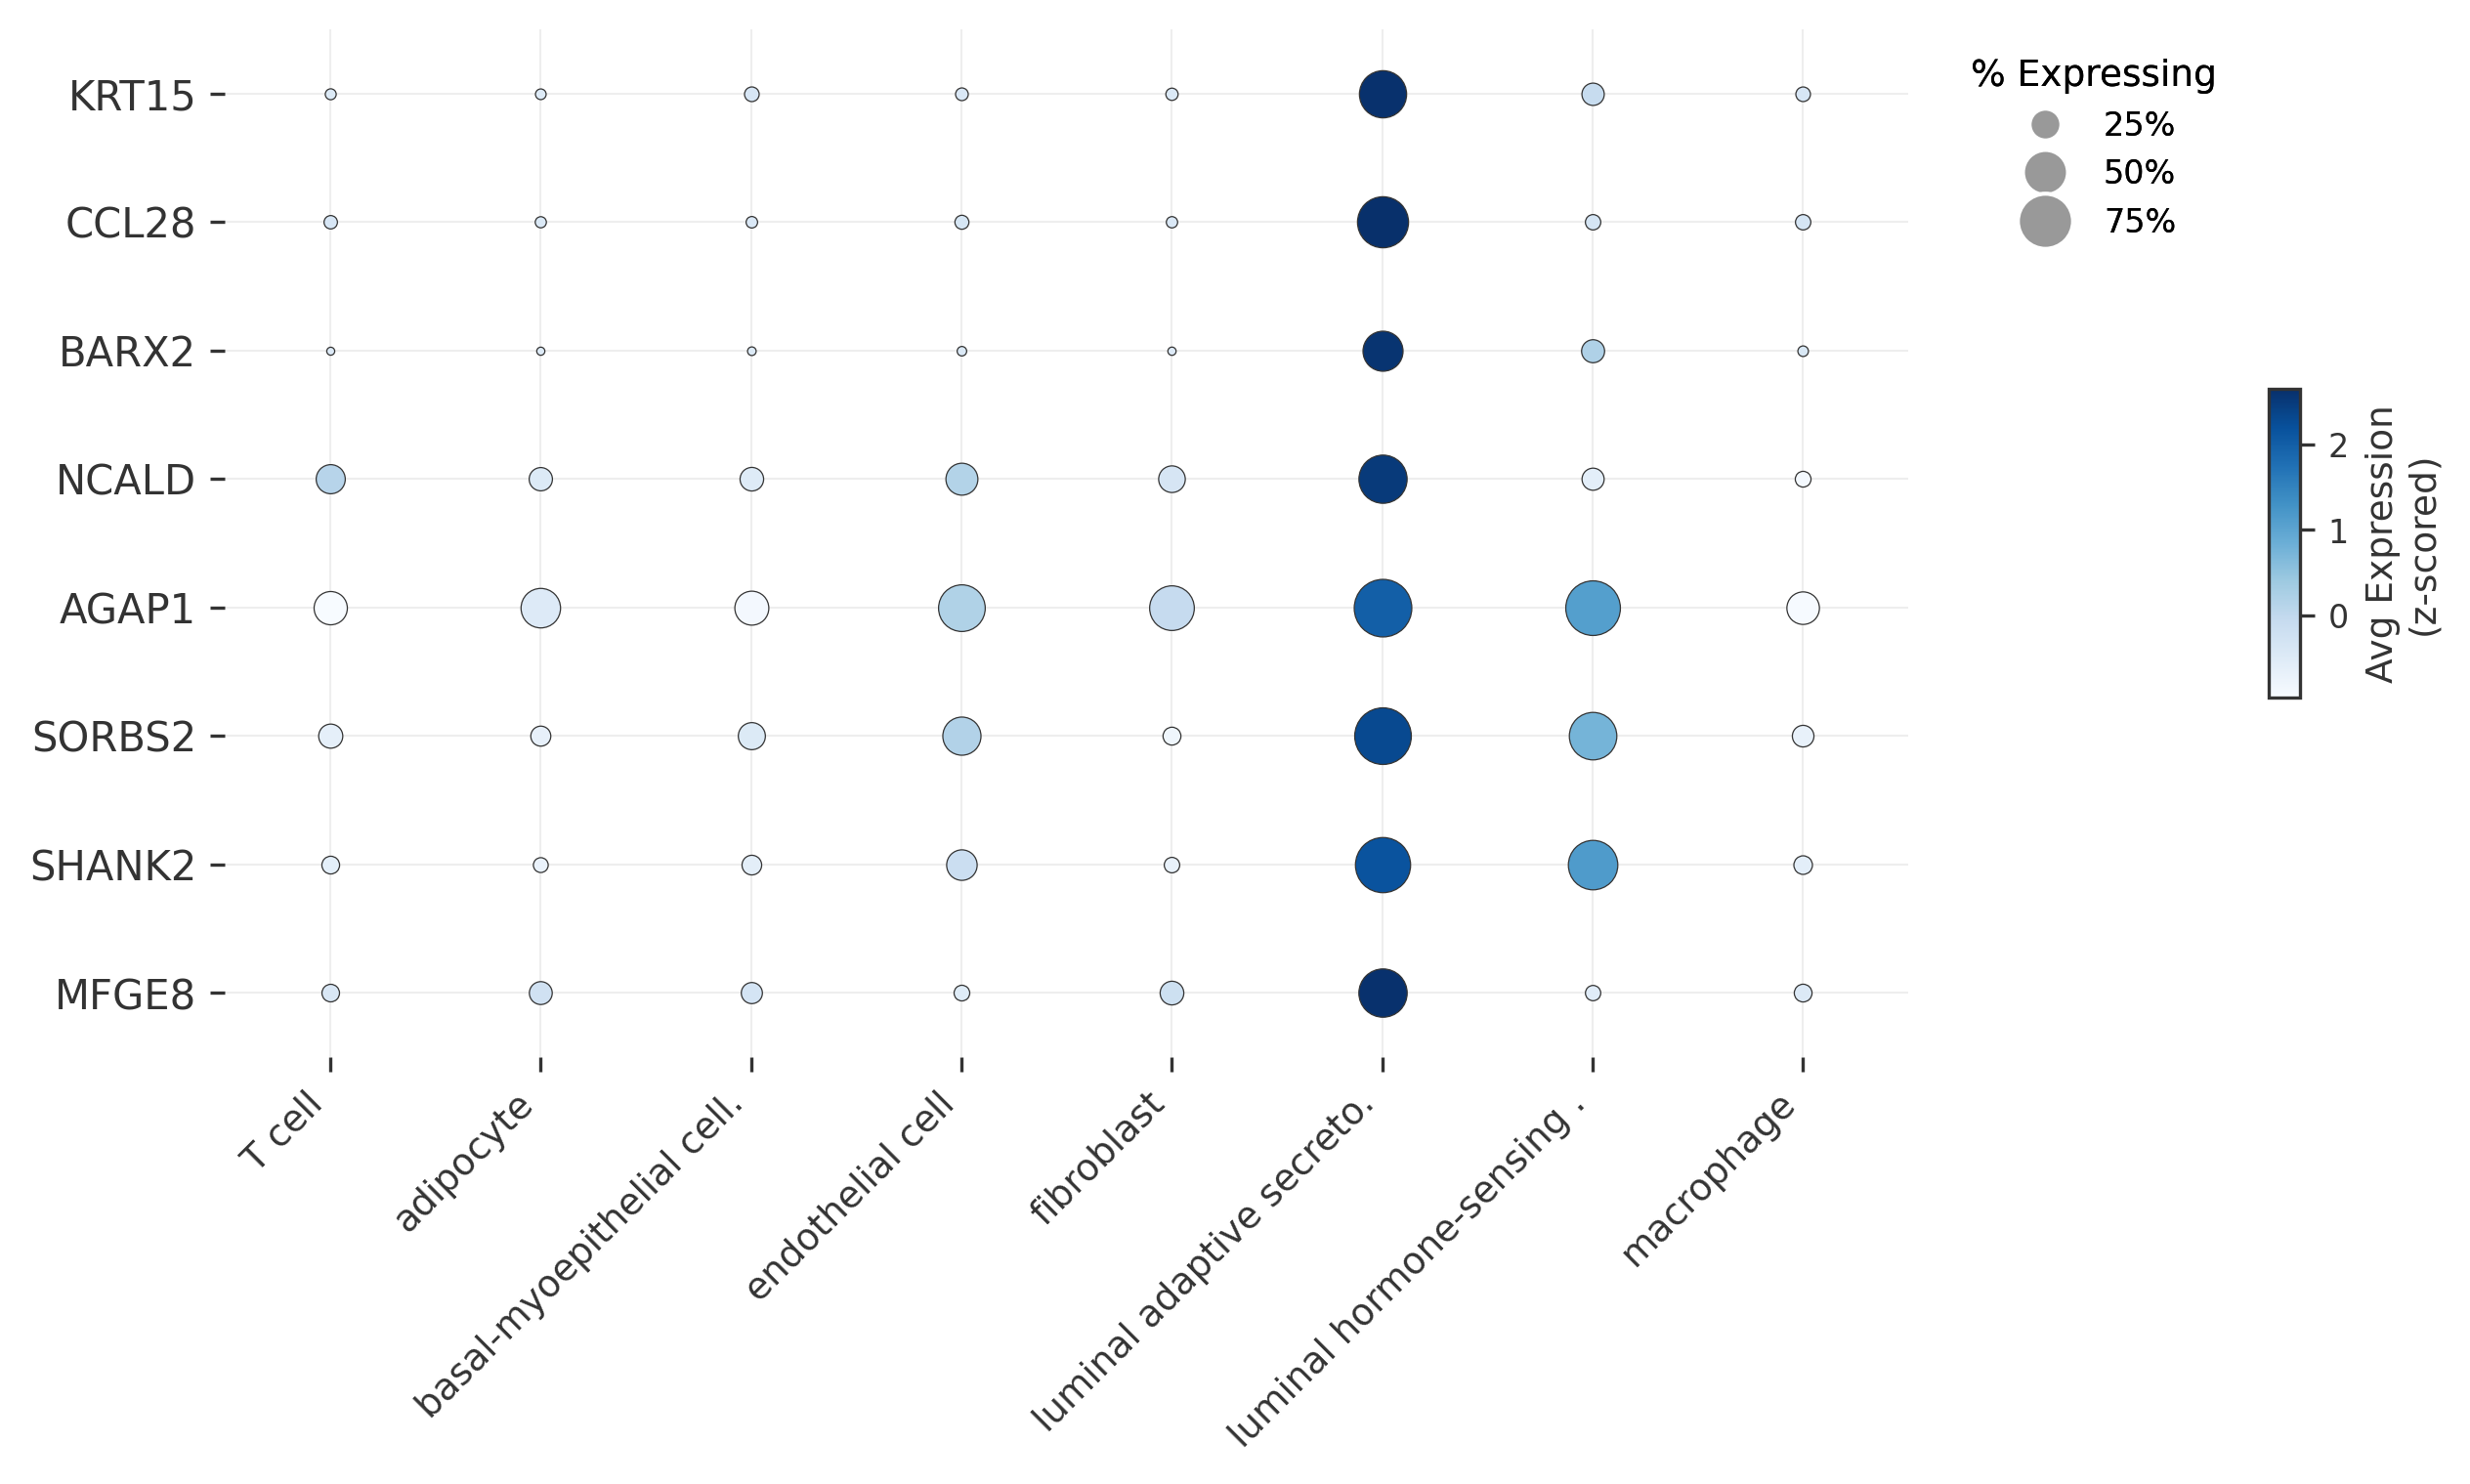 KRT15
CCL28
BARX2
NCALD
AGAP1
SORBS2
SHANK2
MFGE8
T cell
adipocyte
basal-myoepithelial cell.
endothelial cell
fibroblast
luminal adaptive secreto.
luminal hormone-sensing .
macrophage
% Expressing
25%
50%
75%
2
1
0
Avg Expression
(z-scored)